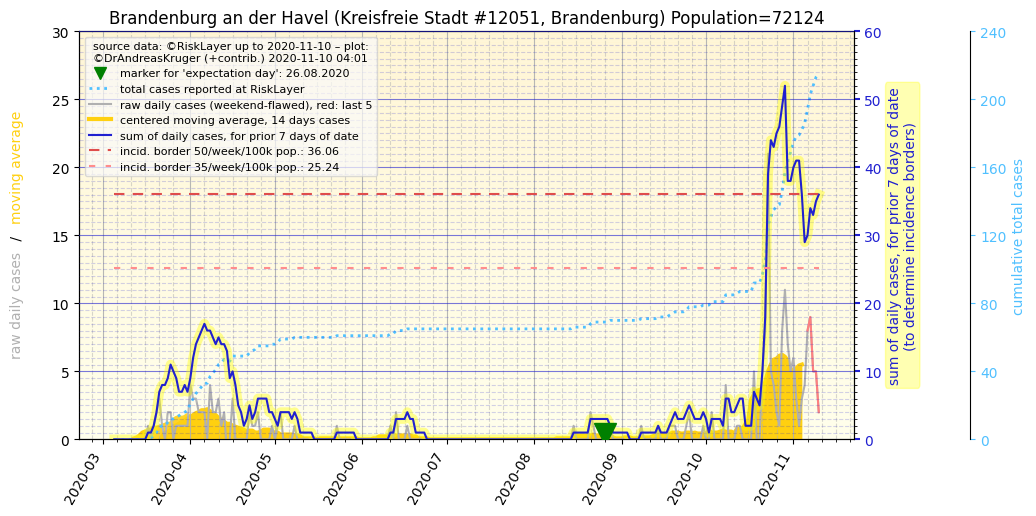 Brandenburg an der Havel (Kreisfreie Stadt #12051, Brandenburg) Population=72124
source data: ©RiskLayer up to 2020-11-10 – plot:
©DrAndreasKruger (+contrib.) 2020-11-10 04:01
marker for 'expectation day': 26.08.2020
total cases reported at RiskLayer
raw daily cases (weekend-flawed), red: last 5
centered moving average, 14 days cases
sum of daily cases, for prior 7 days of date
incid. border 50/week/100k pop.: 36.06
incid. border 35/week/100k pop.: 25.24
raw daily cases / moving average
30
25
20
15
10
5
0
2020-03
2020-04
2020-05
2020-06
2020-07
2020-08
2020-09
2020-10
2020-11
60
50
40
30
20
10
0
sum of daily cases, for prior 7 days of date
(to determine incidence borders)
240
200
160
120
80
40
0
cumulative total cases